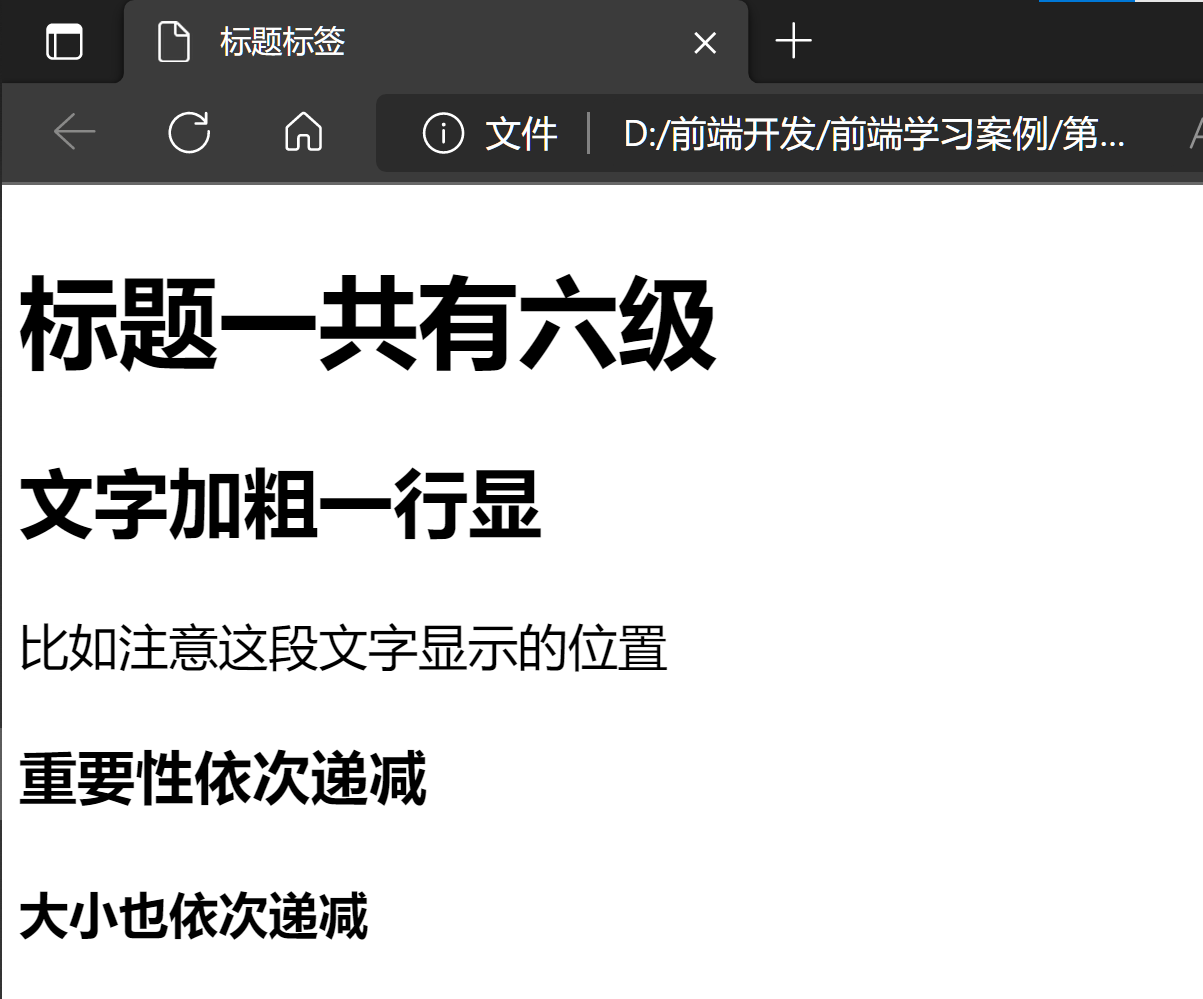 标题标签
文件 D:/前端开发/前端学习案例/第...
标题一共有六级
文字加粗一行显
比如注意这段文字显示的位置
重要性依次递减
大小也依次递减